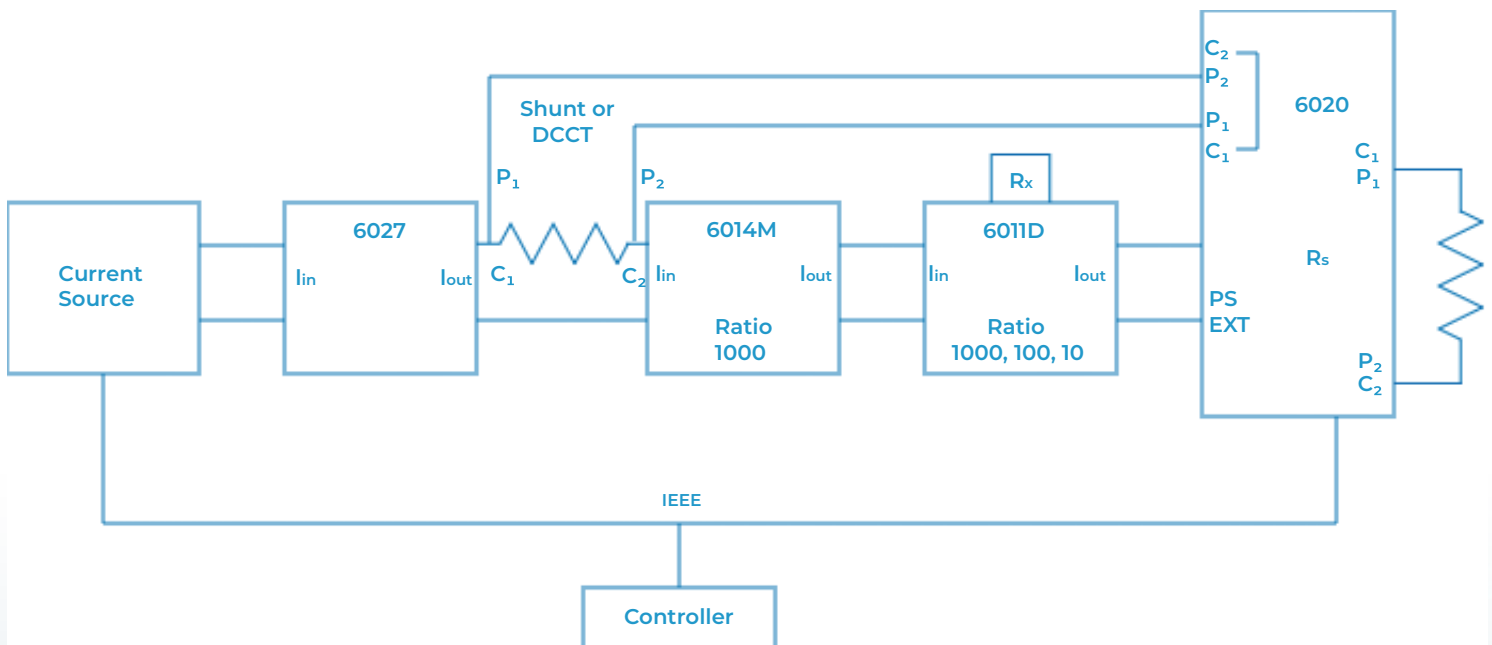 C₂
P₂
6020
Shunt or
DCCT
P₁
C₁
C₁
P₁
P₁
P₂
Rx
6027
6014M
6011D
Current
Source
Iin
Iout
C₁
C₂
Iin
Iout
Iin
Iout
Rs
PS
EXT
Ratio
1000
Ratio
1000, 100, 10
P₂
C₂
IEEE
Controller